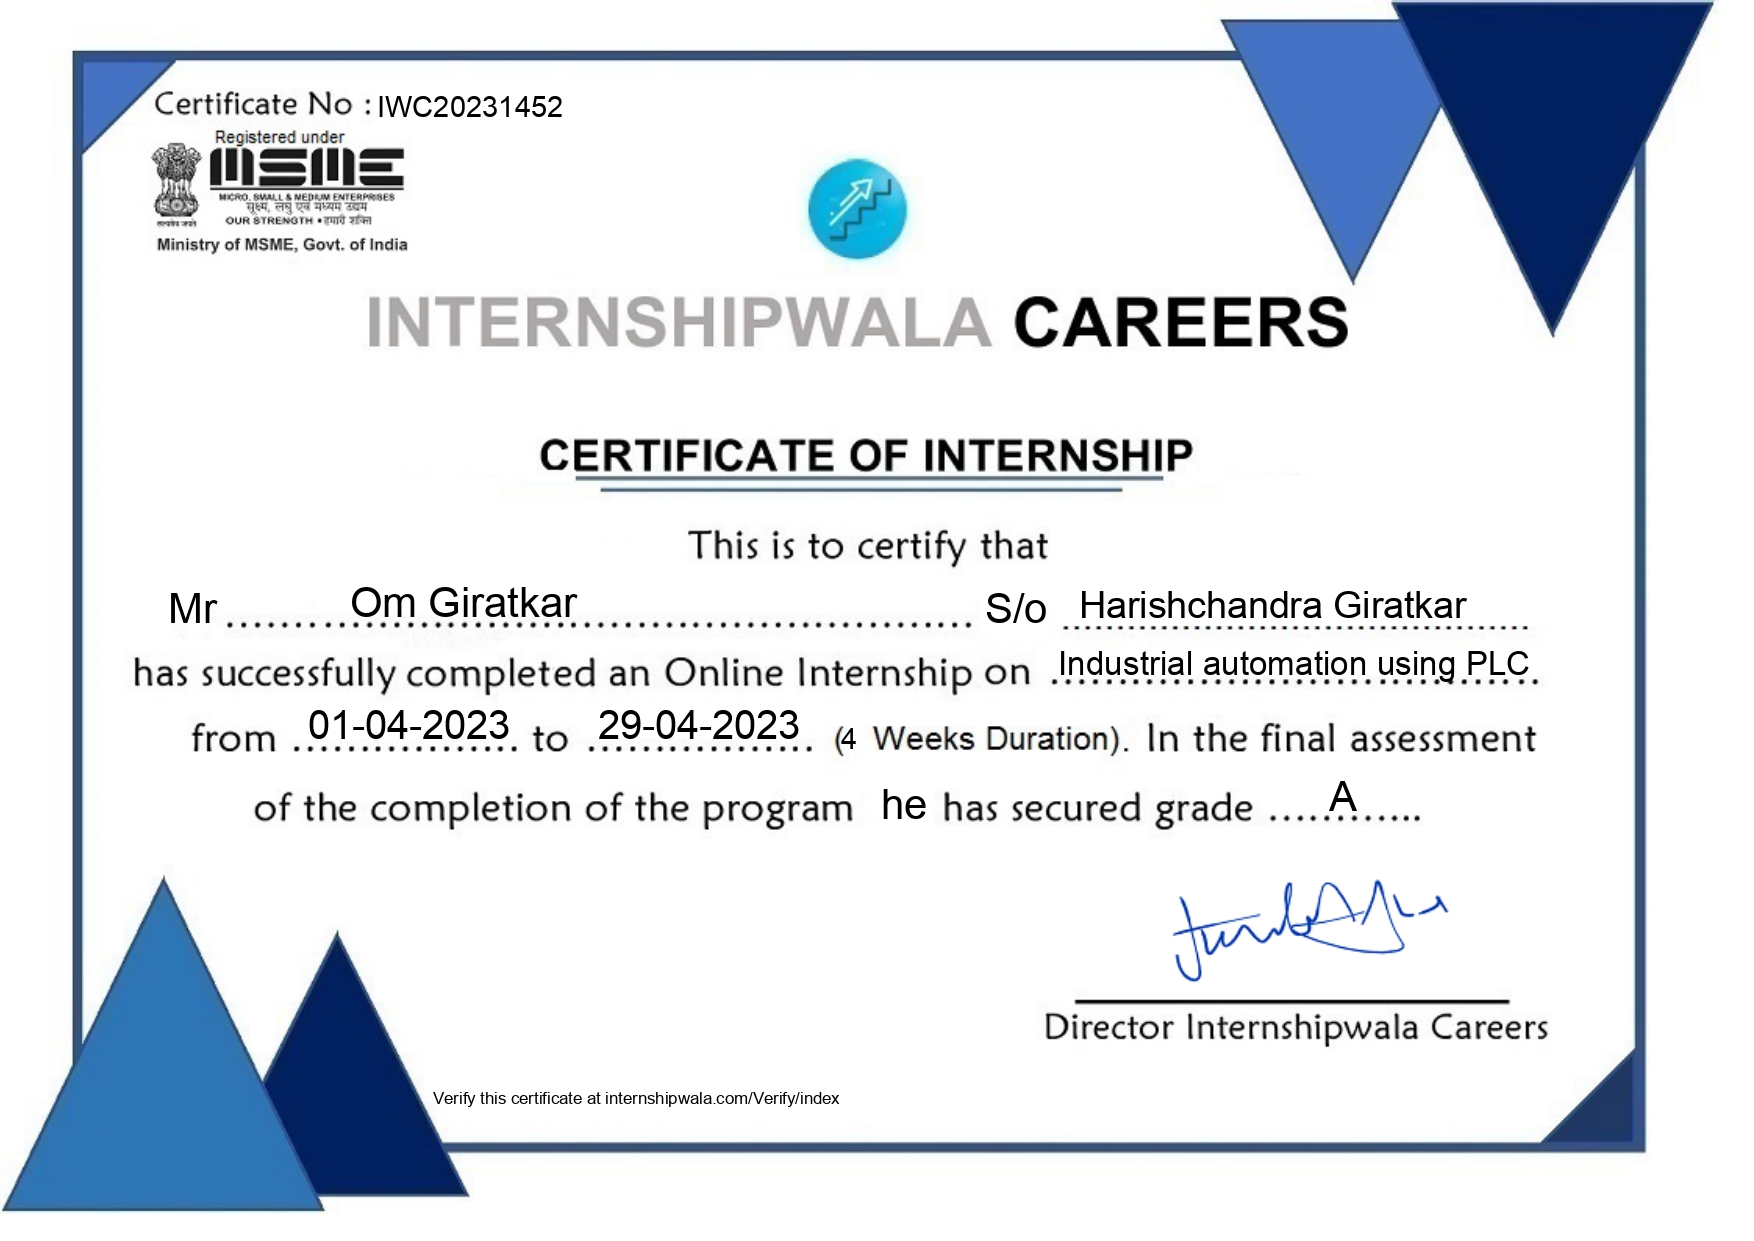 Certificate No : IWC20231452
Registered under
MSME
MICRO, SMALL & MEDIUM ENTERPRISES
सूक्ष्म, लघु एवं मध्यम उद्यम
OUR STRENGTH • हमारी शक्ति
सत्यमेव जयते
Ministry of MSME, Govt. of India
INTERNSHIPWALA CAREERS
CERTIFICATE OF INTERNSHIP
This is to certify that
Mr Om Giratkar S/o Harishchandra Giratkar
has successfully completed an Online Internship on Industrial automation using PLC
from 01-04-2023 to 29-04-2023 (4 Weeks Duration). In the final assessment
of the completion of the program he has secured grade A
Director Internshipwala Careers
Verify this certificate at internshipwala.com/Verify/index